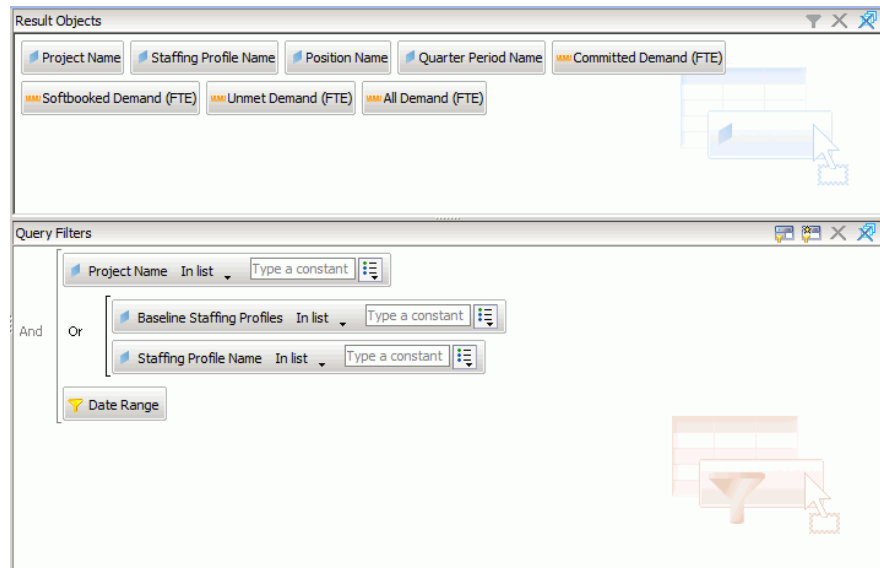 Result Objects
Project Name Staffing Profile Name Position Name Quarter Period Name Committed Demand (FTE)
Softbooked Demand (FTE) Unmet Demand (FTE) All Demand (FTE)
Query Filters
Project Name In list Type a constant
And Or
Baseline Staffing Profiles In list Type a constant
Staffing Profile Name In list Type a constant
Date Range